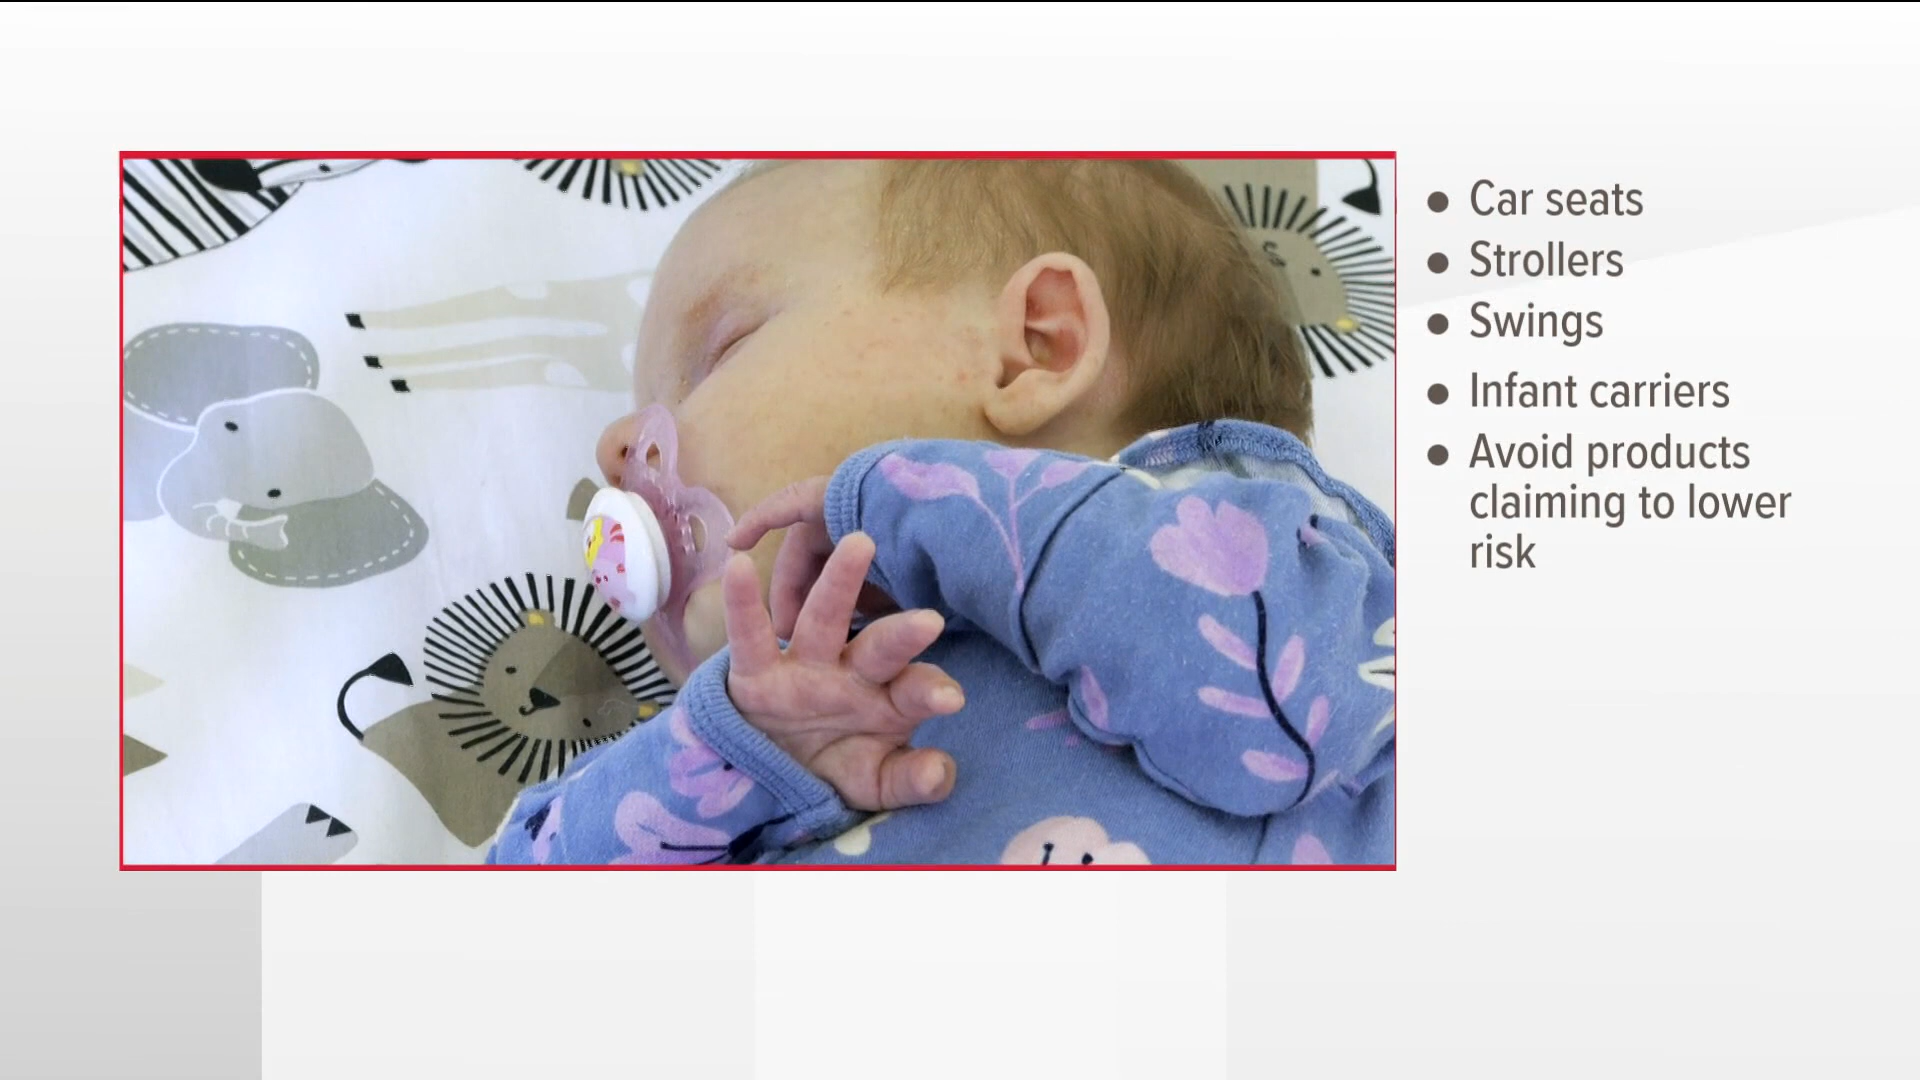 ● Car seats
● Strollers
● Swings
● Infant carriers
● Avoid products
claiming to lower
risk